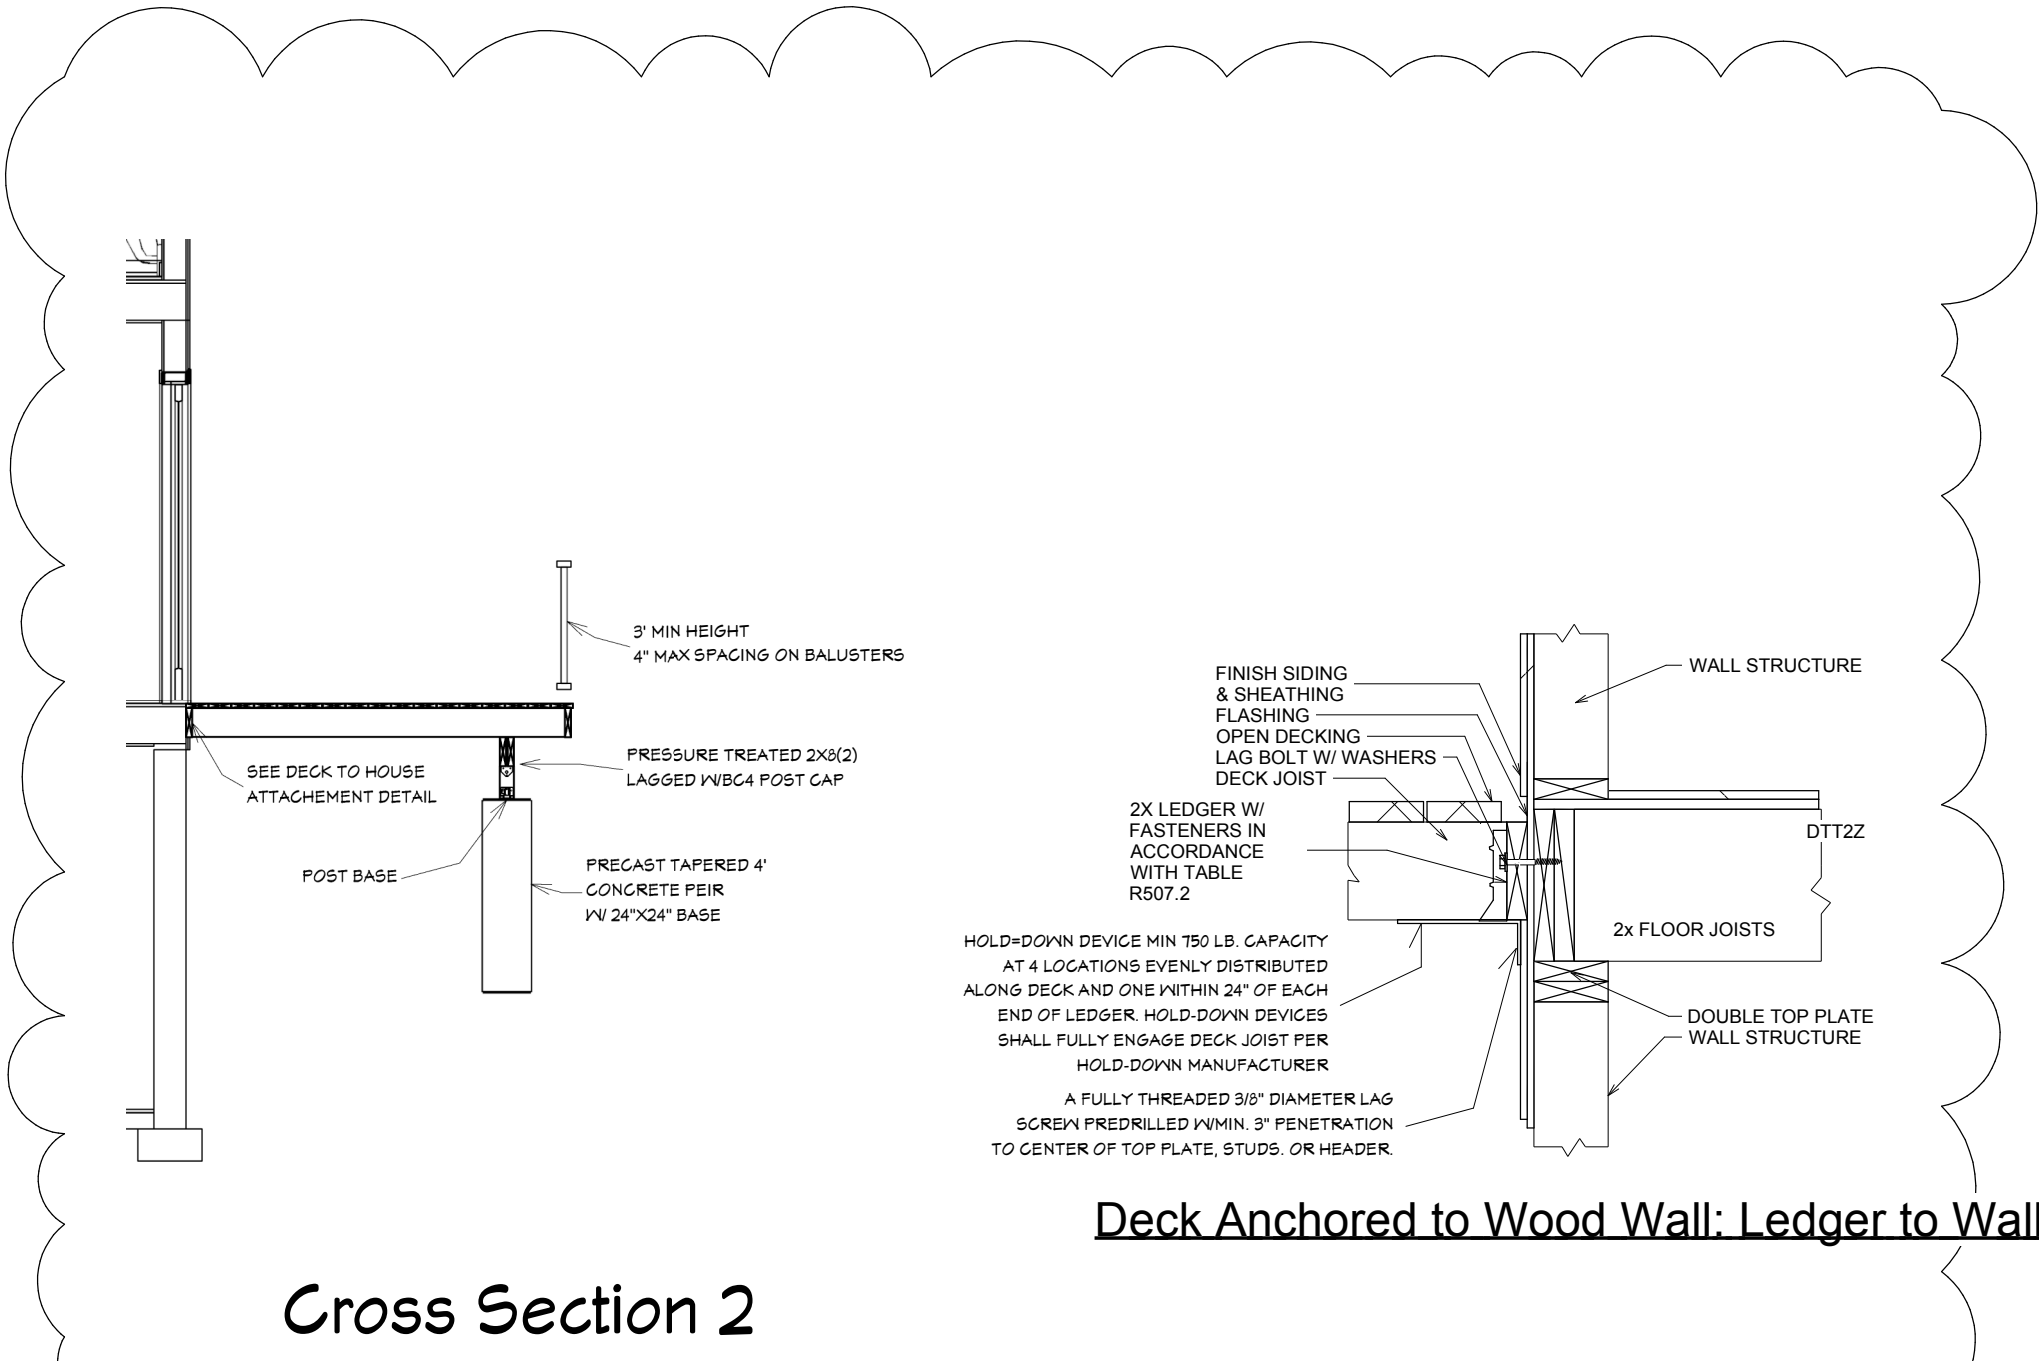 3' MIN HEIGHT
4" MAX SPACING ON BALUSTERS
SEE DECK TO HOUSE
ATTACHEMENT DETAIL
PRESSURE TREATED 2X8(2)
LAGGED W/BC4 POST CAP
POST BASE
PRECAST TAPERED 4'
CONCRETE PEIR
W/ 24"X24" BASE
Cross Section 2
FINISH SIDING
& SHEATHING
FLASHING
OPEN DECKING
LAG BOLT W/ WASHERS
DECK JOIST
2X LEDGER W/
FASTENERS IN
ACCORDANCE
WITH TABLE
R507.2
HOLD=DOWN DEVICE MIN 750 LB. CAPACITY
AT 4 LOCATIONS EVENLY DISTRIBUTED
ALONG DECK AND ONE WITHIN 24" OF EACH
END OF LEDGER. HOLD-DOWN DEVICES
SHALL FULLY ENGAGE DECK JOIST PER
HOLD-DOWN MANUFACTURER
A FULLY THREADED 3/8" DIAMETER LAG
SCREW PREDRILLED W/MIN. 3" PENETRATION
TO CENTER OF TOP PLATE, STUDS. OR HEADER.
WALL STRUCTURE
DTT2Z
2x FLOOR JOISTS
DOUBLE TOP PLATE
WALL STRUCTURE
Deck Anchored to Wood Wall: Ledger to Wall